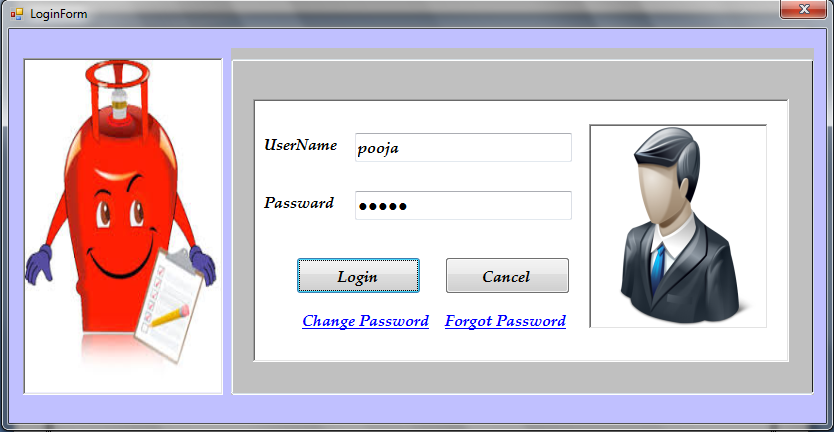 LoginForm
UserName pooja
Passward ●●●●●
Login Cancel
Change Password Forgot Password